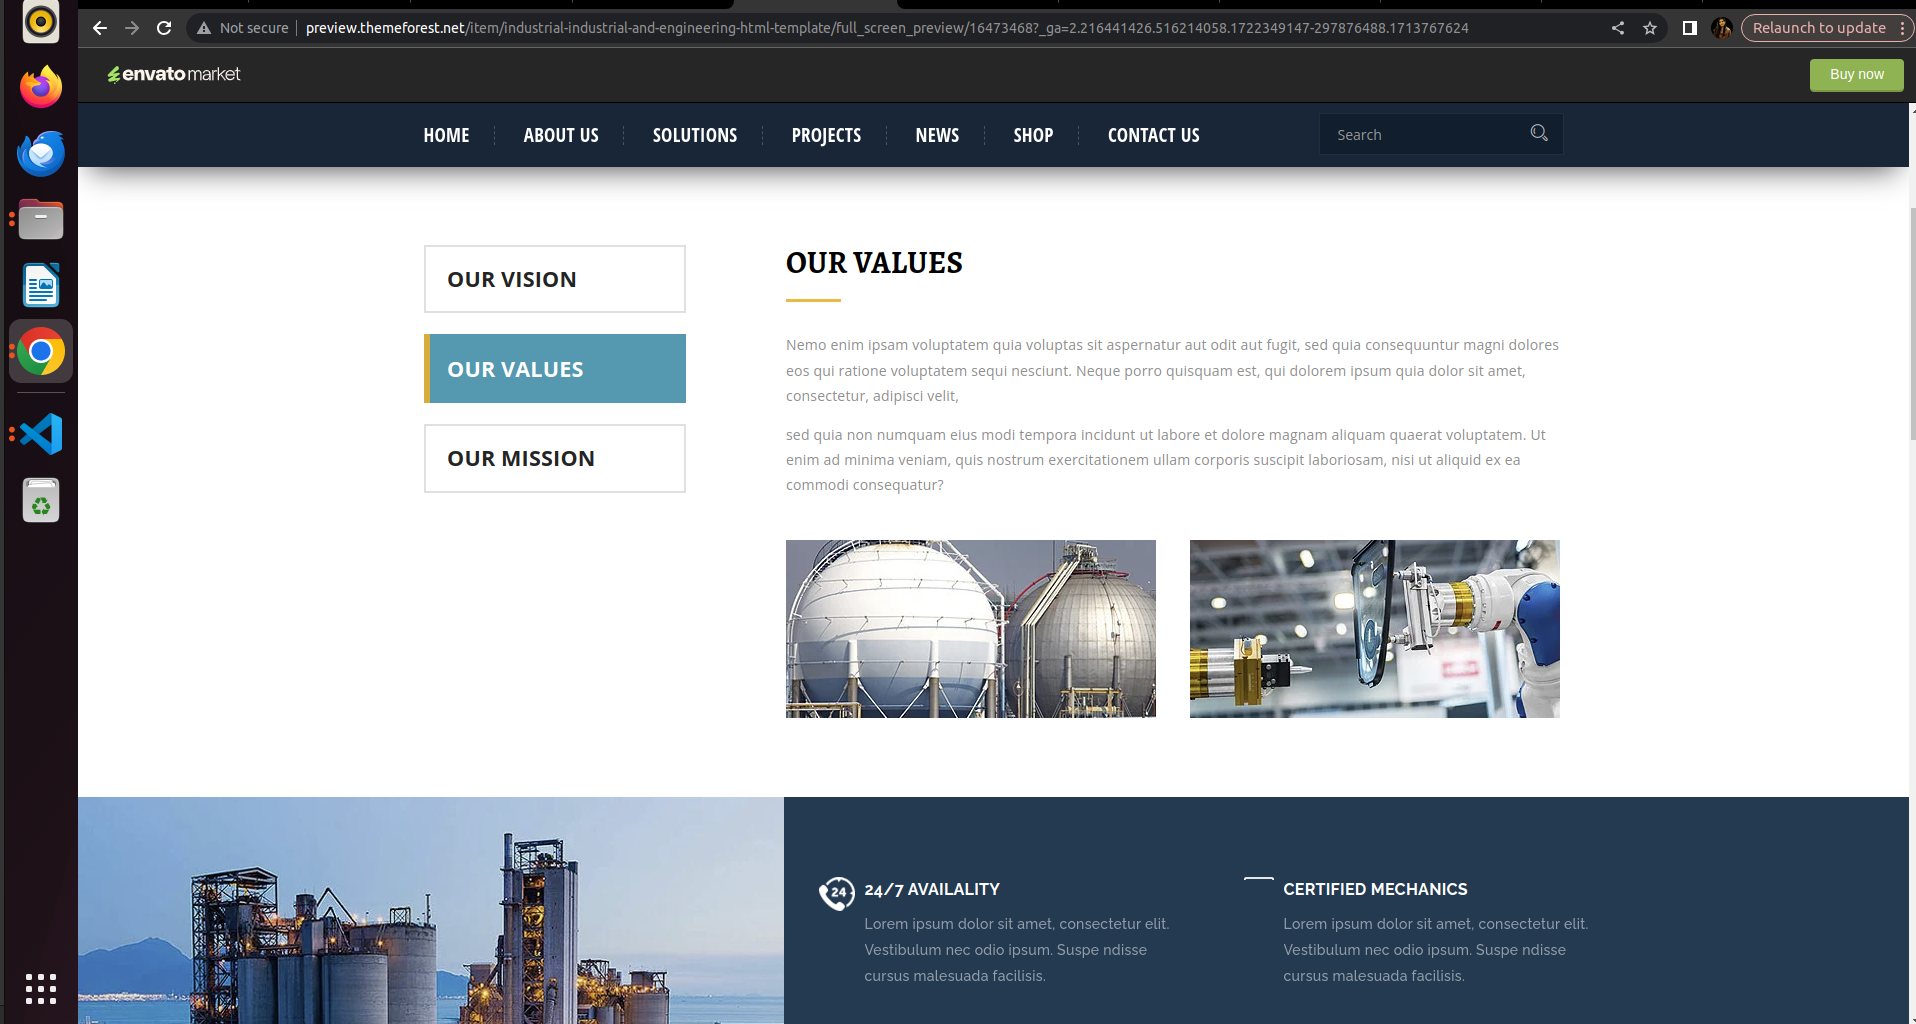 Not secure
preview.themeforest.net/item/industrial-industrial-and-engineering-html-template/full_screen_preview/16473468?_ga=2.216441426.516214058.1722349147-297876488.1713767624
Relaunch to update
envato market
Buy now
HOME
ABOUT US
SOLUTIONS
PROJECTS
NEWS
SHOP
CONTACT US
Search
OUR VISION
OUR VALUES
OUR MISSION
OUR VALUES
Nemo enim ipsam voluptatem quia voluptas sit aspernatur aut odit aut fugit, sed quia consequuntur magni dolores
eos qui ratione voluptatem sequi nesciunt. Neque porro quisquam est, qui dolorem ipsum quia dolor sit amet,
consectetur, adipisci velit,
sed quia non numquam eius modi tempora incidunt ut labore et dolore magnam aliquam quaerat voluptatem. Ut
enim ad minima veniam, quis nostrum exercitationem ullam corporis suscipit laboriosam, nisi ut aliquid ex ea
commodi consequatur?
24
24/7 AVAILALITY
Lorem ipsum dolor sit amet, consectetur elit.
Vestibulum nec odio ipsum. Suspe ndisse
cursus malesuada facilisis.
CERTIFIED MECHANICS
Lorem ipsum dolor sit amet, consectetur elit.
Vestibulum nec odio ipsum. Suspe ndisse
cursus malesuada facilisis.